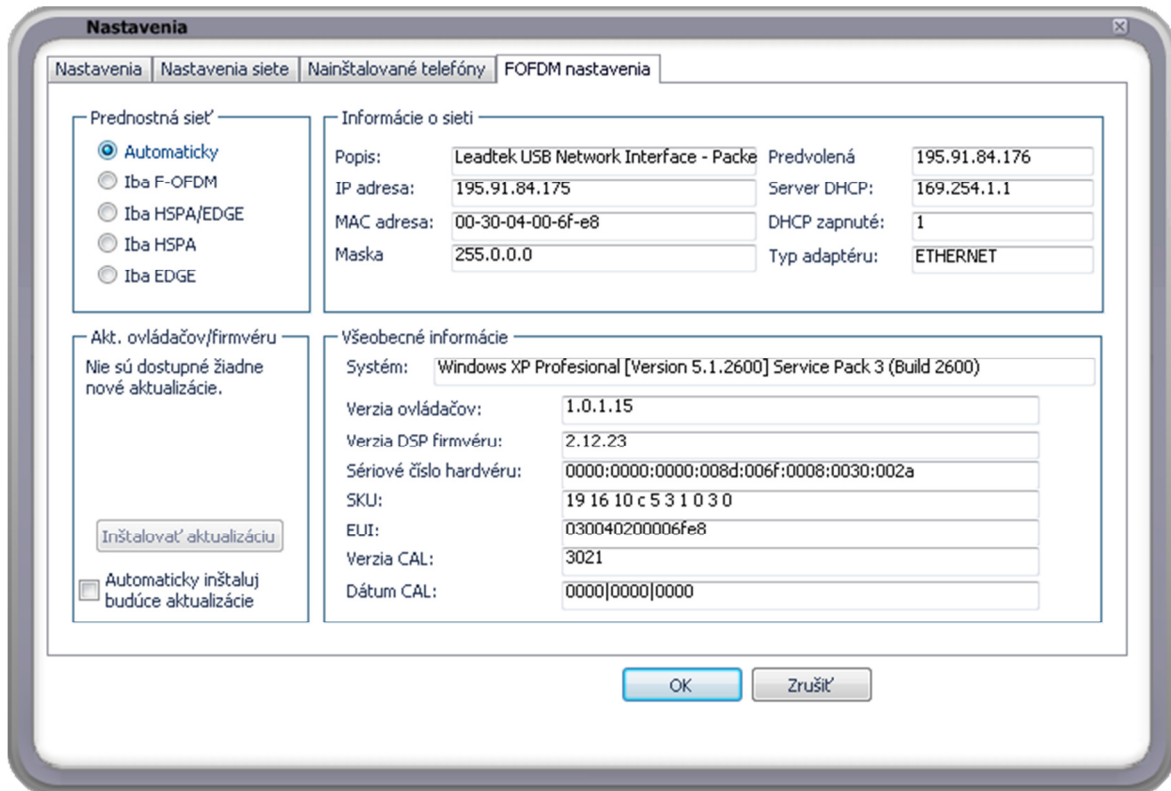 Nastavenia
Nastavenia Nastavenia siete Nainštalované telefóny FOFDM nastavenia
Prednostná sieť
Automaticky
Iba F-OFDM
Iba HSPA/EDGE
Iba HSPA
Iba EDGE
Informácie o sieti
Popis: Leadtek USB Network Interface - Packe
IP adresa: 195.91.84.175
MAC adresa: 00-30-04-00-6f-e8
Maska 255.0.0.0
Predvolená 195.91.84.176
Server DHCP: 169.254.1.1
DHCP zapnuté: 1
Typ adaptéru: ETHERNET
Akt. ovládačov/firmvéru
Nie sú dostupné žiadne
nové aktualizácie.
Inštalovať aktualizáciu
Automaticky inštaluj
budúce aktualizácie
Všeobecné informácie
Systém: Windows XP Profesional [Version 5.1.2600] Service Pack 3 (Build 2600)
Verzia ovládačov: 1.0.1.15
Verzia DSP firmvéru: 2.12.23
Sériové číslo hardvéru: 0000:0000:0000:008d:006f:0008:0030:002a
SKU: 19 16 10 c 5 3 1 0 3 0
EUI: 030040200006fe8
Verzia CAL: 3021
Dátum CAL: 0000|0000|0000
OK Zrušiť